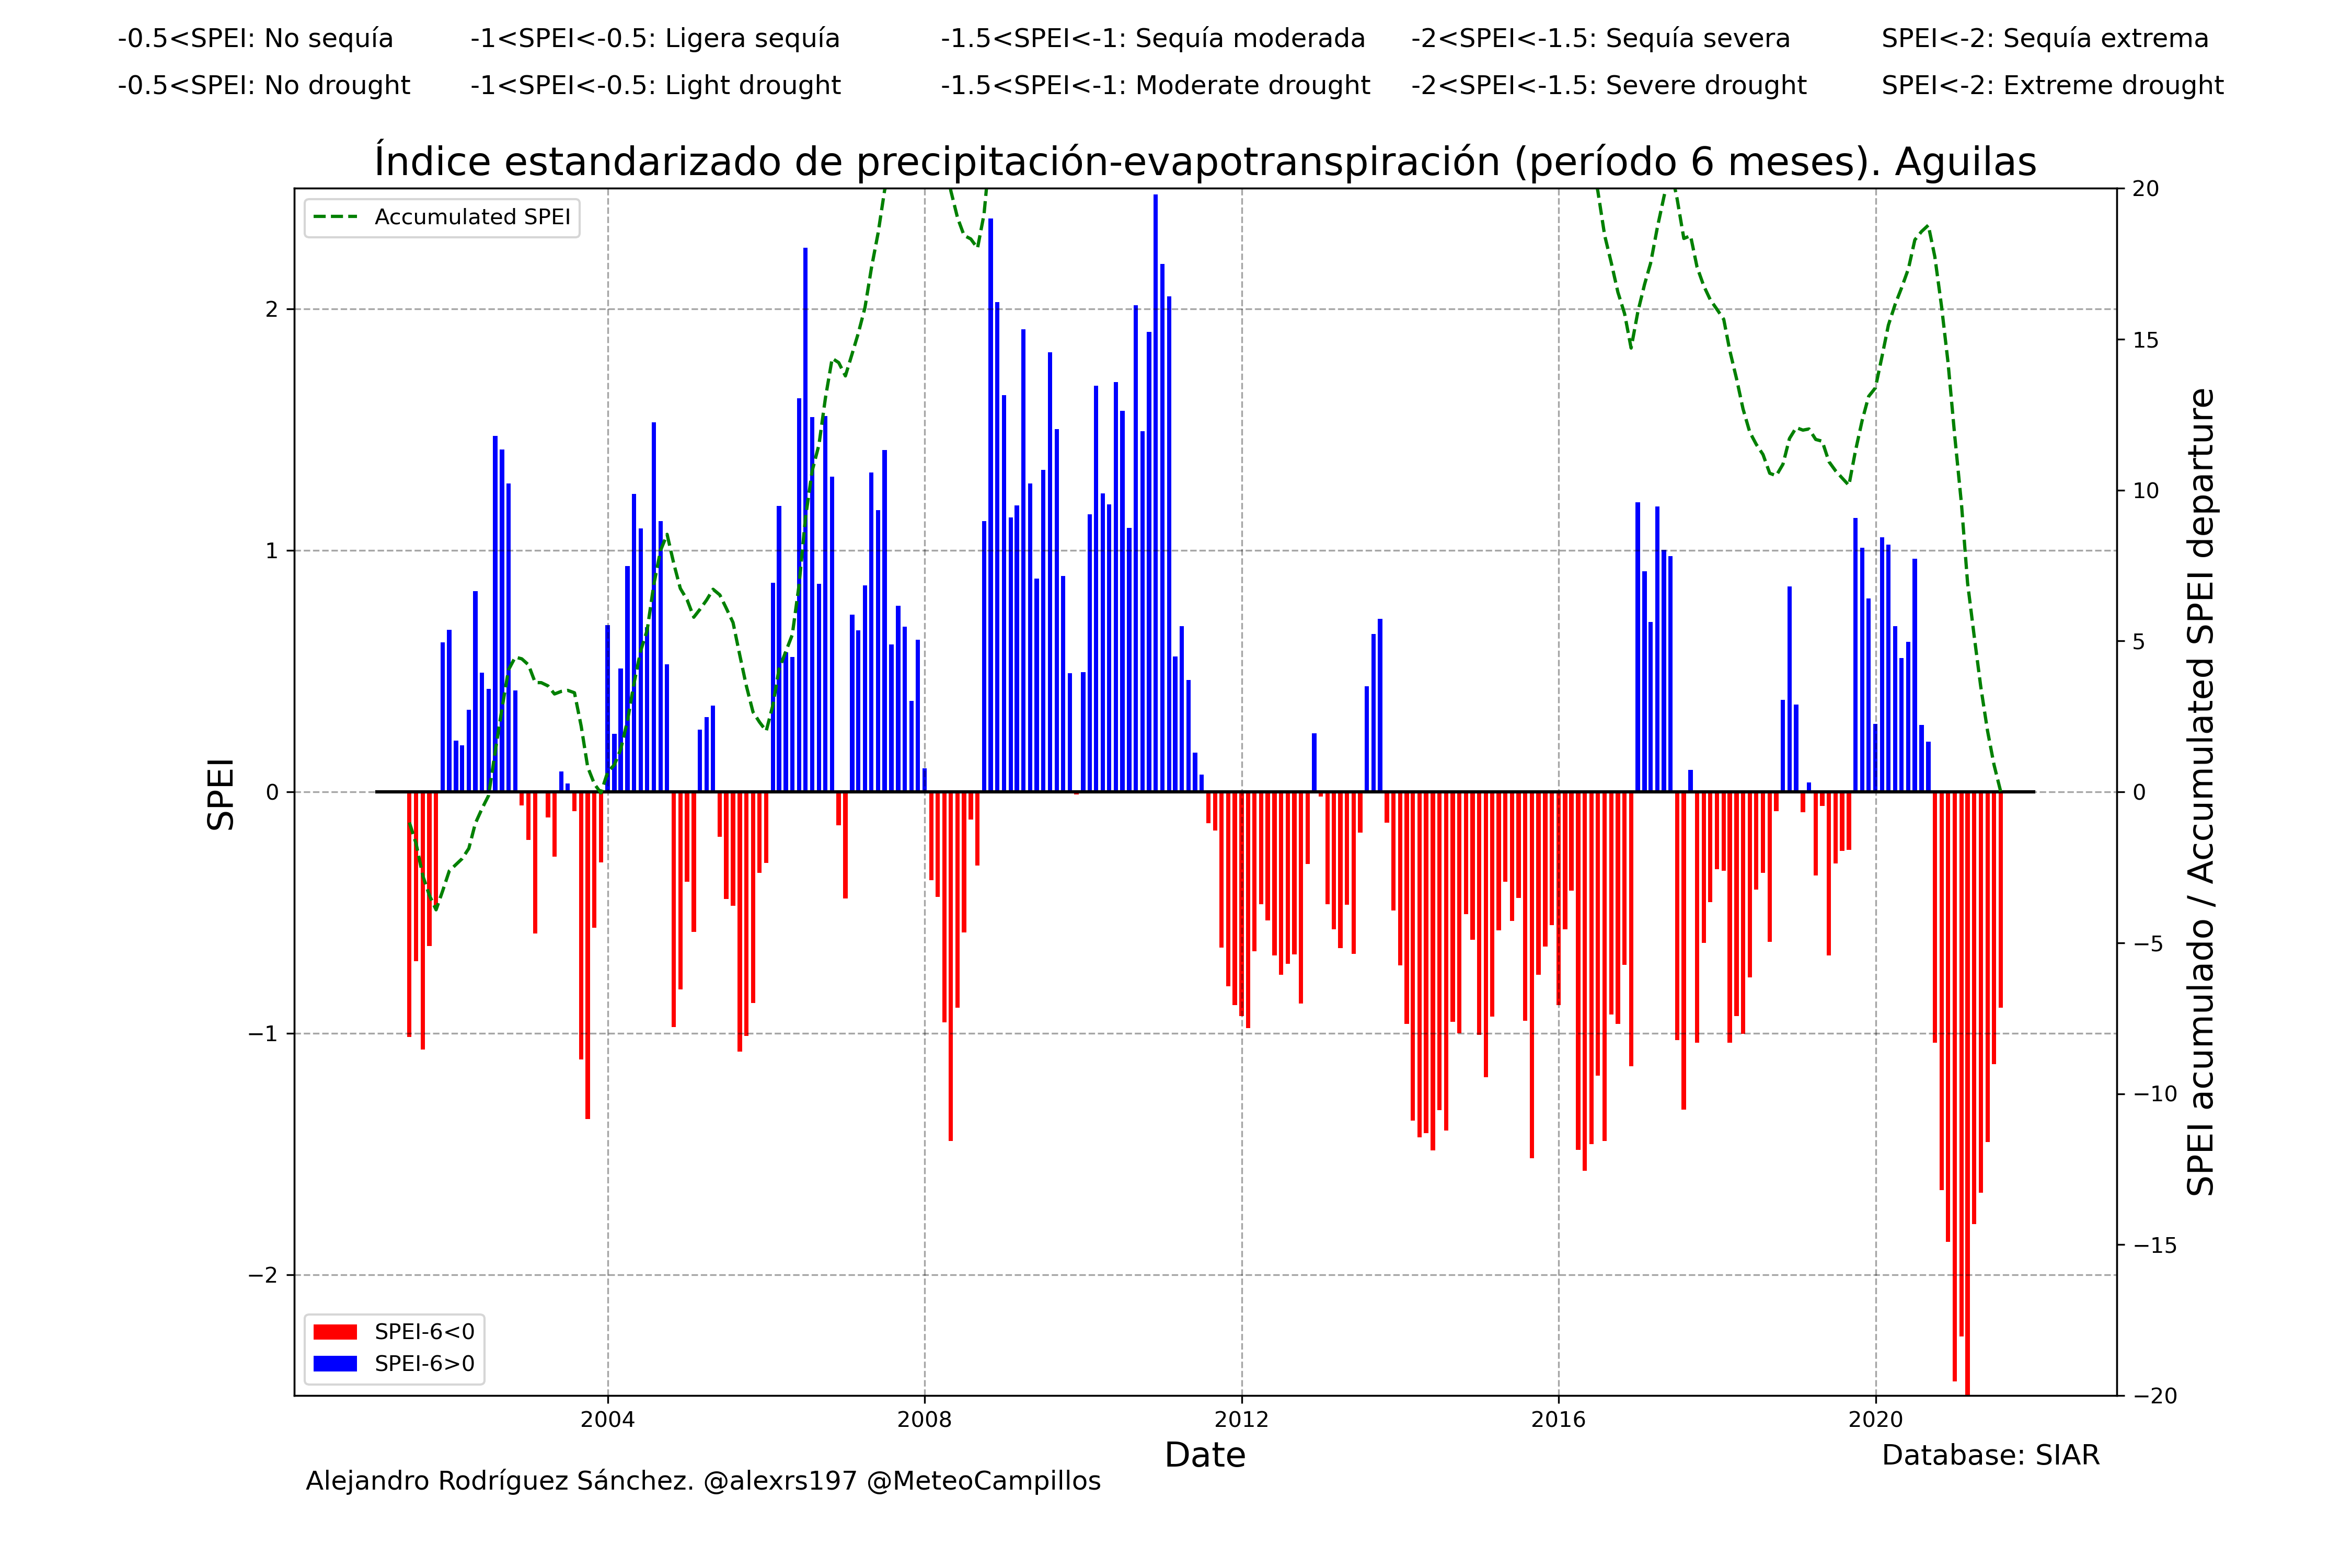 -0.5<SPEI: No sequía -1<SPEI<-0.5: Ligera sequía -1.5<SPEI<-1: Sequía moderada -2<SPEI<-1.5: Sequía severa SPEI<-2: Sequía extrema
-0.5<SPEI: No drought -1<SPEI<-0.5: Light drought -1.5<SPEI<-1: Moderate drought -2<SPEI<-1.5: Severe drought SPEI<-2: Extreme drought
Índice estandarizado de precipitación-evapotranspiración (período 6 meses). Aguilas
Accumulated SPEI
2
1
0
−1
−2
SPEI
20
15
10
5
0
−5
−10
−15
−20
SPEI acumulado / Accumulated SPEI departure
SPEI-6<0
SPEI-6>0
2004 2008 2012 2016 2020
Date
Database: SIAR
Alejandro Rodríguez Sánchez. @alexrs197 @MeteoCampillos